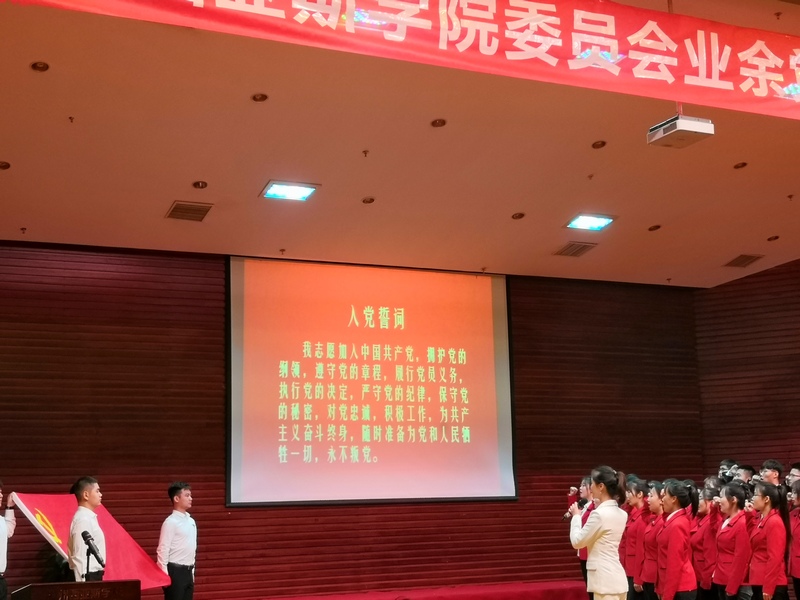 亚斯学院委员会业余党
入党誓词
我志愿加入中国共产党，拥护党的
纲领，遵守党的章程，履行党员义务，
执行党的决定，严守党的纪律，保守党
的秘密，对党忠诚，积极工作，为共产
主义奋斗终身，随时准备为党和人民牺
牲一切，永不叛党。